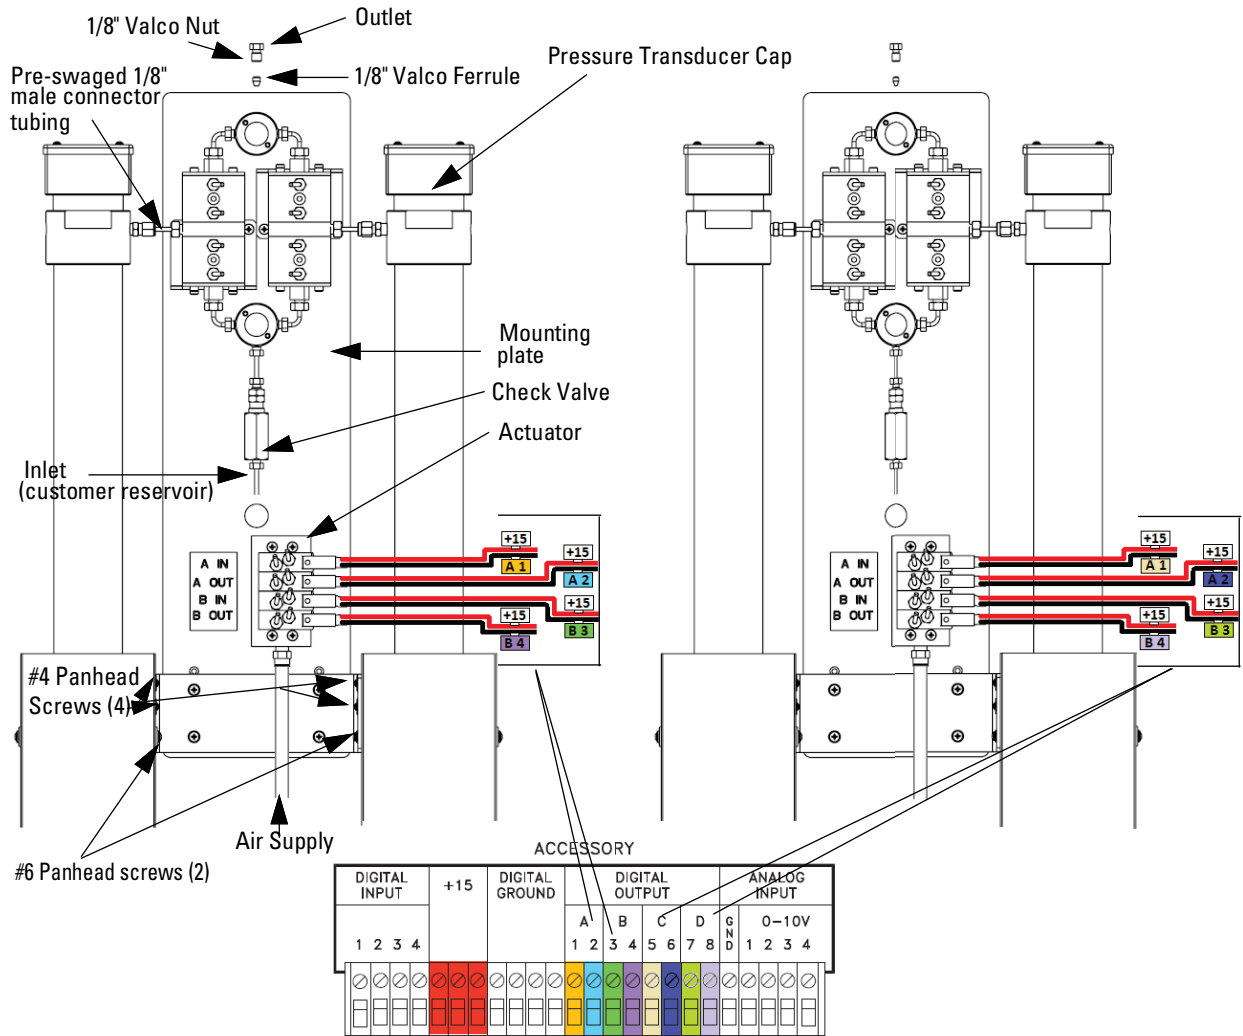 Outlet
1/8" Valco Nut
Pressure Transducer Cap
Pre-swaged 1/8"
male connector
tubing
1/8" Valco Ferrule
Mounting
plate
Check Valve
Actuator
Inlet
(customer reservoir)
A IN
A OUT
B IN
B OUT
+15
A 1
+15
A 2
+15
B 3
+15
B 4
A IN
A OUT
B IN
B OUT
+15
A 1
+15
A 2
+15
B 3
+15
B 4
#4 Panhead
Screws (4)
Air Supply
#6 Panhead screws (2)
ACCESSORY
DIGITAL
INPUT
+15
DIGITAL
GROUND
DIGITAL
OUTPUT
ANALOG
INPUT
A B C D
GND
0-10V
1 2 3 4
1 2 3 4 5 6 7 8
1 2 3 4